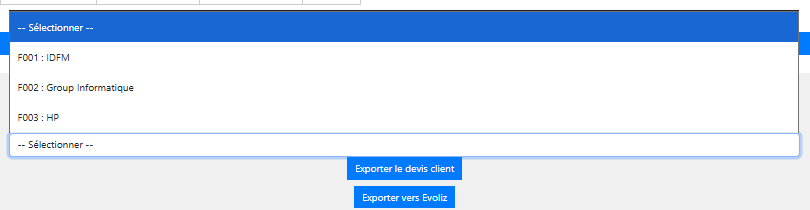 -- Sélectionner --
F001 : IDFM
F002 : Group Informatique
F003 : HP
-- Sélectionner --
Exporter le devis client
Exporter vers Evoliz